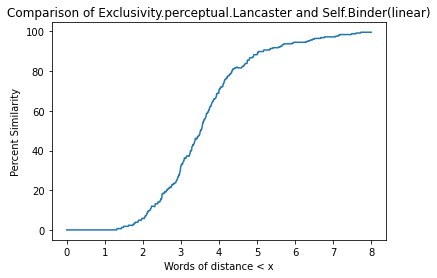 Comparison of Exclusivity.perceptual.Lancaster and Self.Binder(linear)
100
80
60
40
20
0
Percent Similarity
0 1 2 3 4 5 6 7 8
Words of distance < x